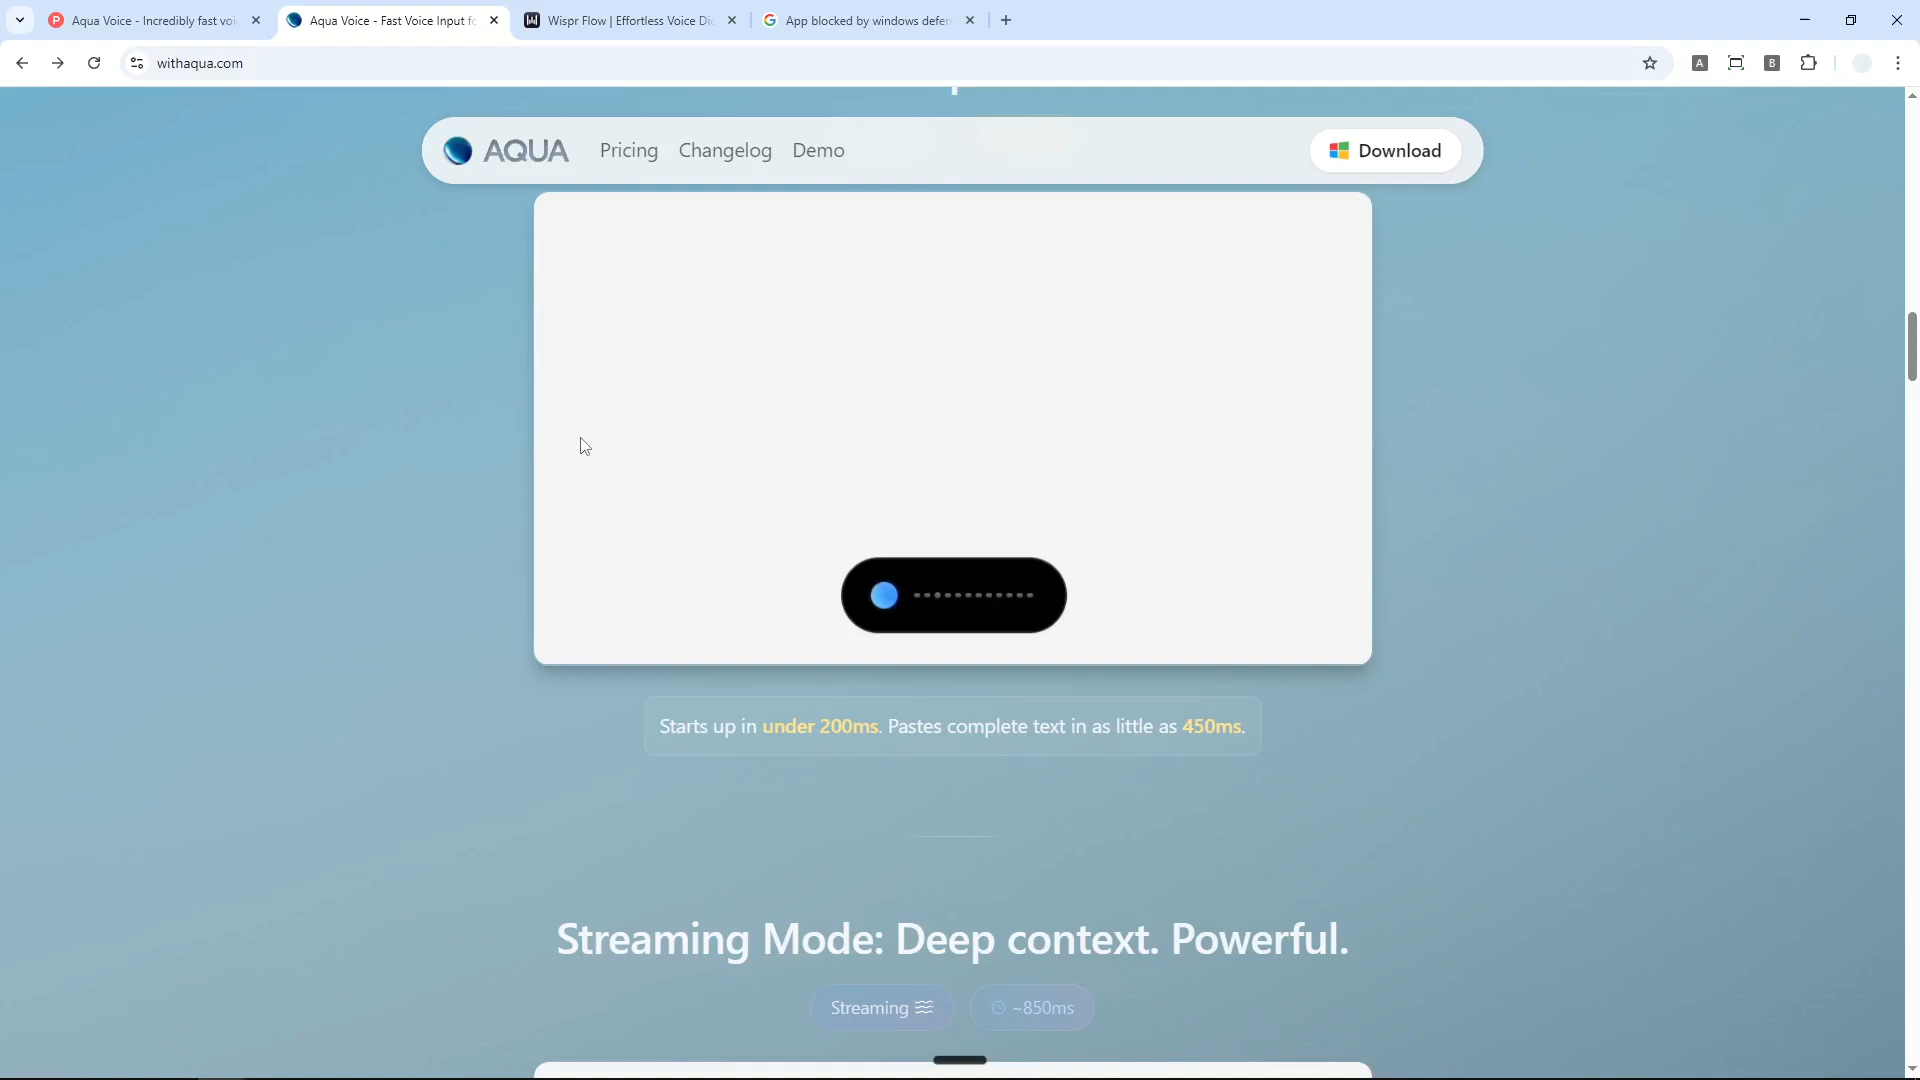 Aqua Voice - Incredibly fast voi
Aqua Voice - Fast Voice Input fo
Wispr Flow | Effortless Voice Dic
App blocked by windows defen
withaqua.com
A
B
AQUA
Pricing
Changelog
Demo
Download
Starts up in under 200ms. Pastes complete text in as little as 450ms.
Streaming Mode: Deep context. Powerful.
Streaming
~850ms